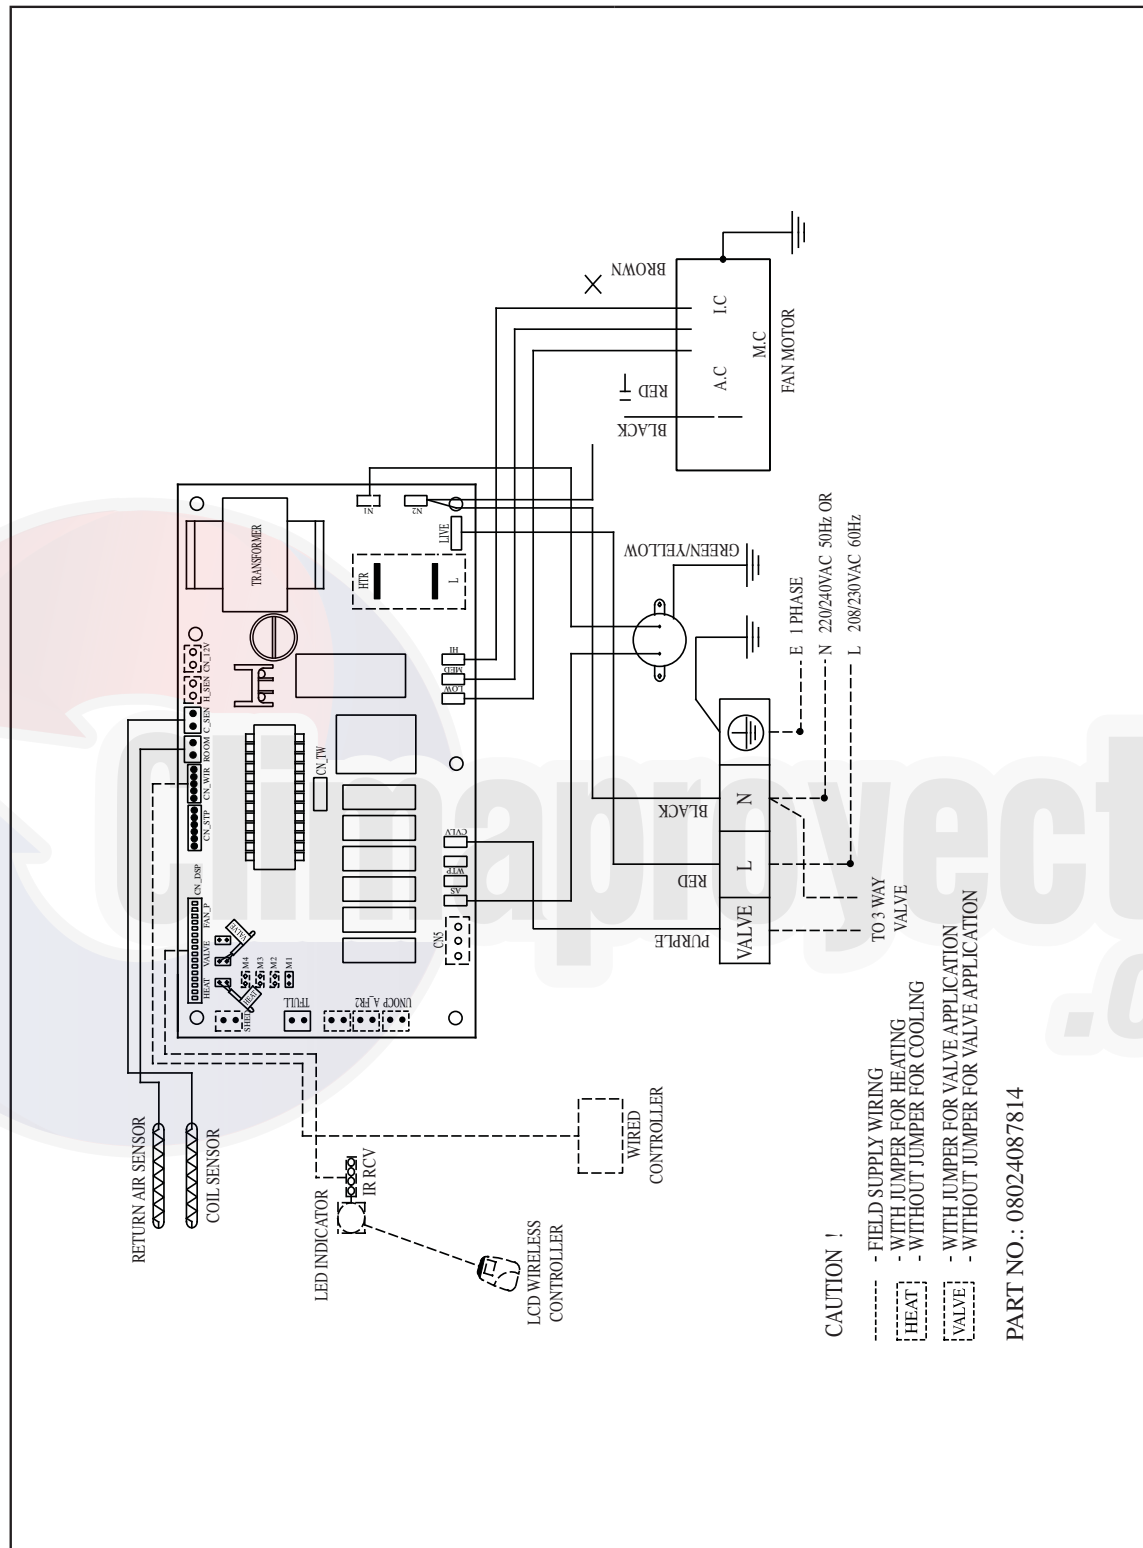 RETURN AIR SENSOR
COIL SENSOR
LED INDICATOR
IR RCV
LCD WIRELESS
CONTROLLER
WIRED
CONTROLLER
TRANSFORMER
CN_12V
H_SEN
C_SEN
ROOM
CN_WIR
CN_STP
CN_DSP
FAN_P
VALVE
HEAT
VALVE
HEAT
M4
M3
M2
M1
TFULL
A_FR2
UNOCP
CN_TW
CN5
N1
N2
LIVE
HTR
L
HI
MED
LOW
CVLV
WTP
AS
BROWN
RED
BLACK
I.C
A.C
M.C
FAN MOTOR
GREEN/YELLOW
BLACK
RED
PURPLE
N
L
VALVE
E 1 PHASE
N 220/240VAC 50Hz OR
L 208/230VAC 60Hz
TO 3 WAY
VALVE
CAUTION !
- FIELD SUPPLY WIRING
HEAT
- WITH JUMPER FOR HEATING
- WITHOUT JUMPER FOR COOLING
VALVE
- WITH JUMPER FOR VALVE APPLICATION
- WITHOUT JUMPER FOR VALVE APPLICATION
PART NO.: 08024087814
Climaproyect